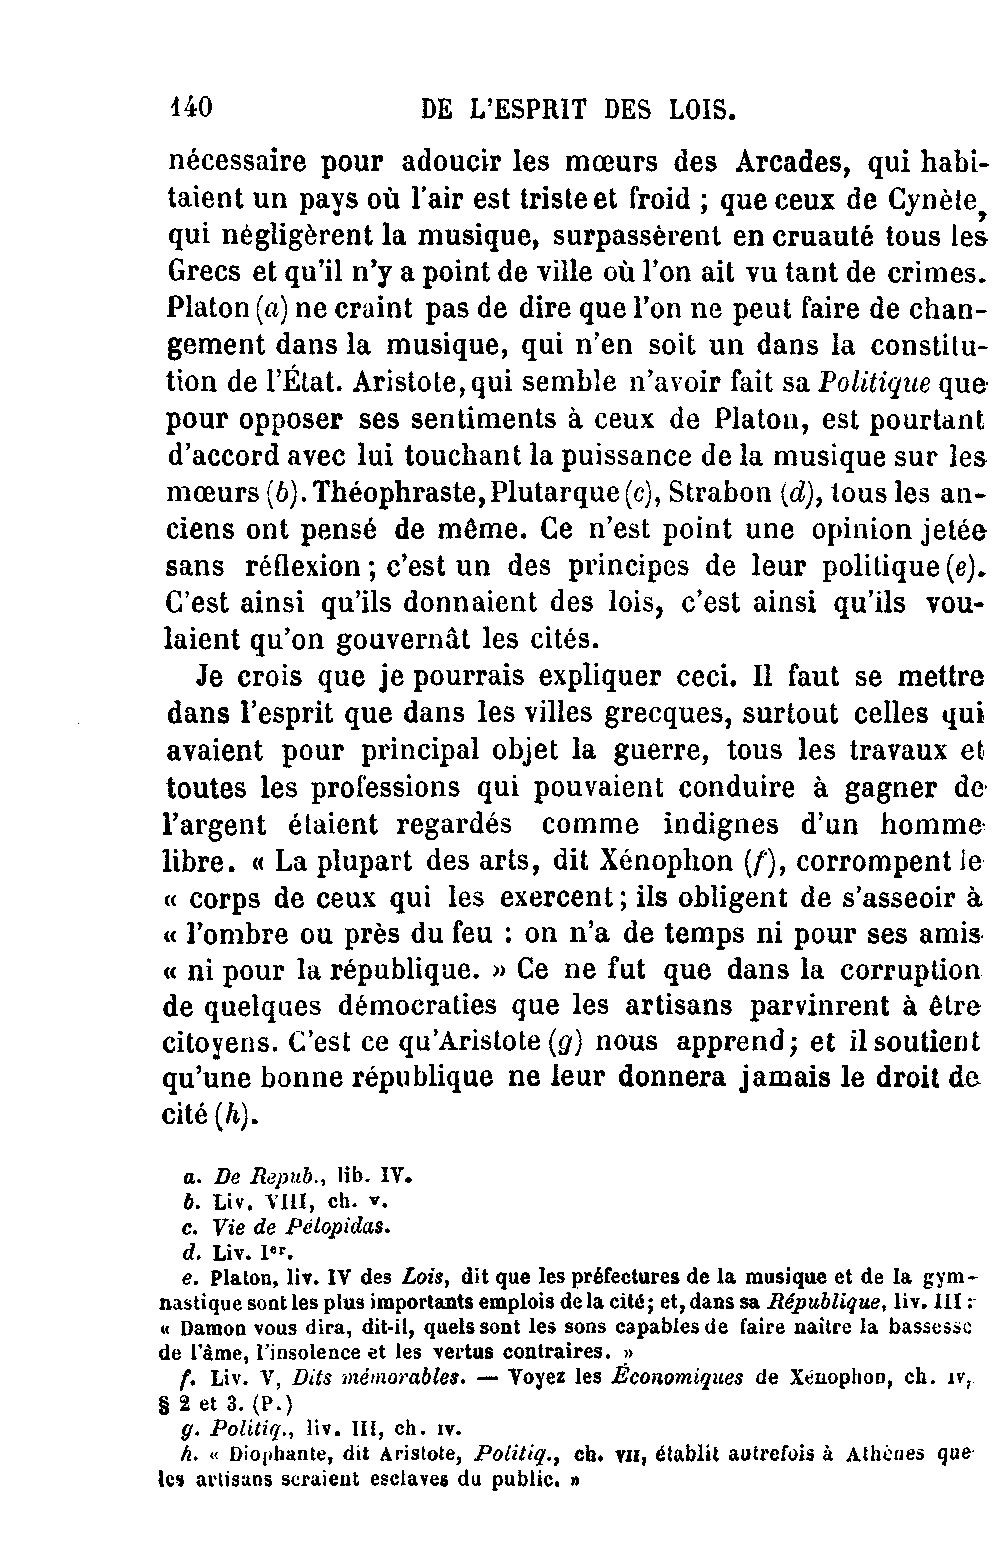 140 DE L'ESPRIT DES LOIS.
nécessaire pour adoucir les mœurs des Arcades, qui habi-
taient un pays où l'air est triste et froid ; que ceux de Cynète,
qui négligèrent la musique, surpassèrent en cruauté tous les
Grecs et qu'il n'y a point de ville où l'on ait vu tant de crimes.
Platon (a) ne craint pas de dire que l'on ne peut faire de chan-
gement dans la musique, qui n'en soit un dans la constitu-
tion de l'État. Aristote, qui semble n'avoir fait sa Politique que
pour opposer ses sentiments à ceux de Platon, est pourtant
d'accord avec lui touchant la puissance de la musique sur les
mœurs (b). Théophraste, Plutarque (c), Strabon (d), tous les an-
ciens ont pensé de même. Ce n'est point une opinion jetée
sans réflexion ; c'est un des principes de leur politique (e).
C'est ainsi qu'ils donnaient des lois, c'est ainsi qu'ils vou-
laient qu'on gouvernât les cités.
Je crois que je pourrais expliquer ceci. Il faut se mettre
dans l'esprit que dans les villes grecques, surtout celles qui
avaient pour principal objet la guerre, tous les travaux et
toutes les professions qui pouvaient conduire à gagner de
l'argent étaient regardés comme indignes d'un homme
libre. « La plupart des arts, dit Xénophon (f), corrompent le
« corps de ceux qui les exercent ; ils obligent de s'asseoir à
« l'ombre ou près du feu : on n'a de temps ni pour ses amis
« ni pour la république. » Ce ne fut que dans la corruption
de quelques démocraties que les artisans parvinrent à être
citoyens. C'est ce qu'Aristote (g) nous apprend ; et il soutient
qu'une bonne république ne leur donnera jamais le droit de
cité (h).
a. De Repub., lib. IV.
b. Liv. VIII, ch. v.
c. Vie de Pélopidas.
d. Liv. Ier.
e. Platon, liv. IV des Lois, dit que les préfectures de la musique et de la gym-
nastique sont les plus importants emplois de la cité ; et, dans sa République, liv. III :
« Damon vous dira, dit-il, quels sont les sons capables de faire naître la bassesse
de l'âme, l'insolence et les vertus contraires. »
f. Liv. V, Dits mémorables. — Voyez les Économiques de Xénophon, ch. IV,
§ 2 et 3. (P.)
g. Politiq., liv. III, ch. IV.
h. « Diophante, dit Aristote, Politiq., ch. VII, établit autrefois à Athènes que
les artisans seraient esclaves du public. »